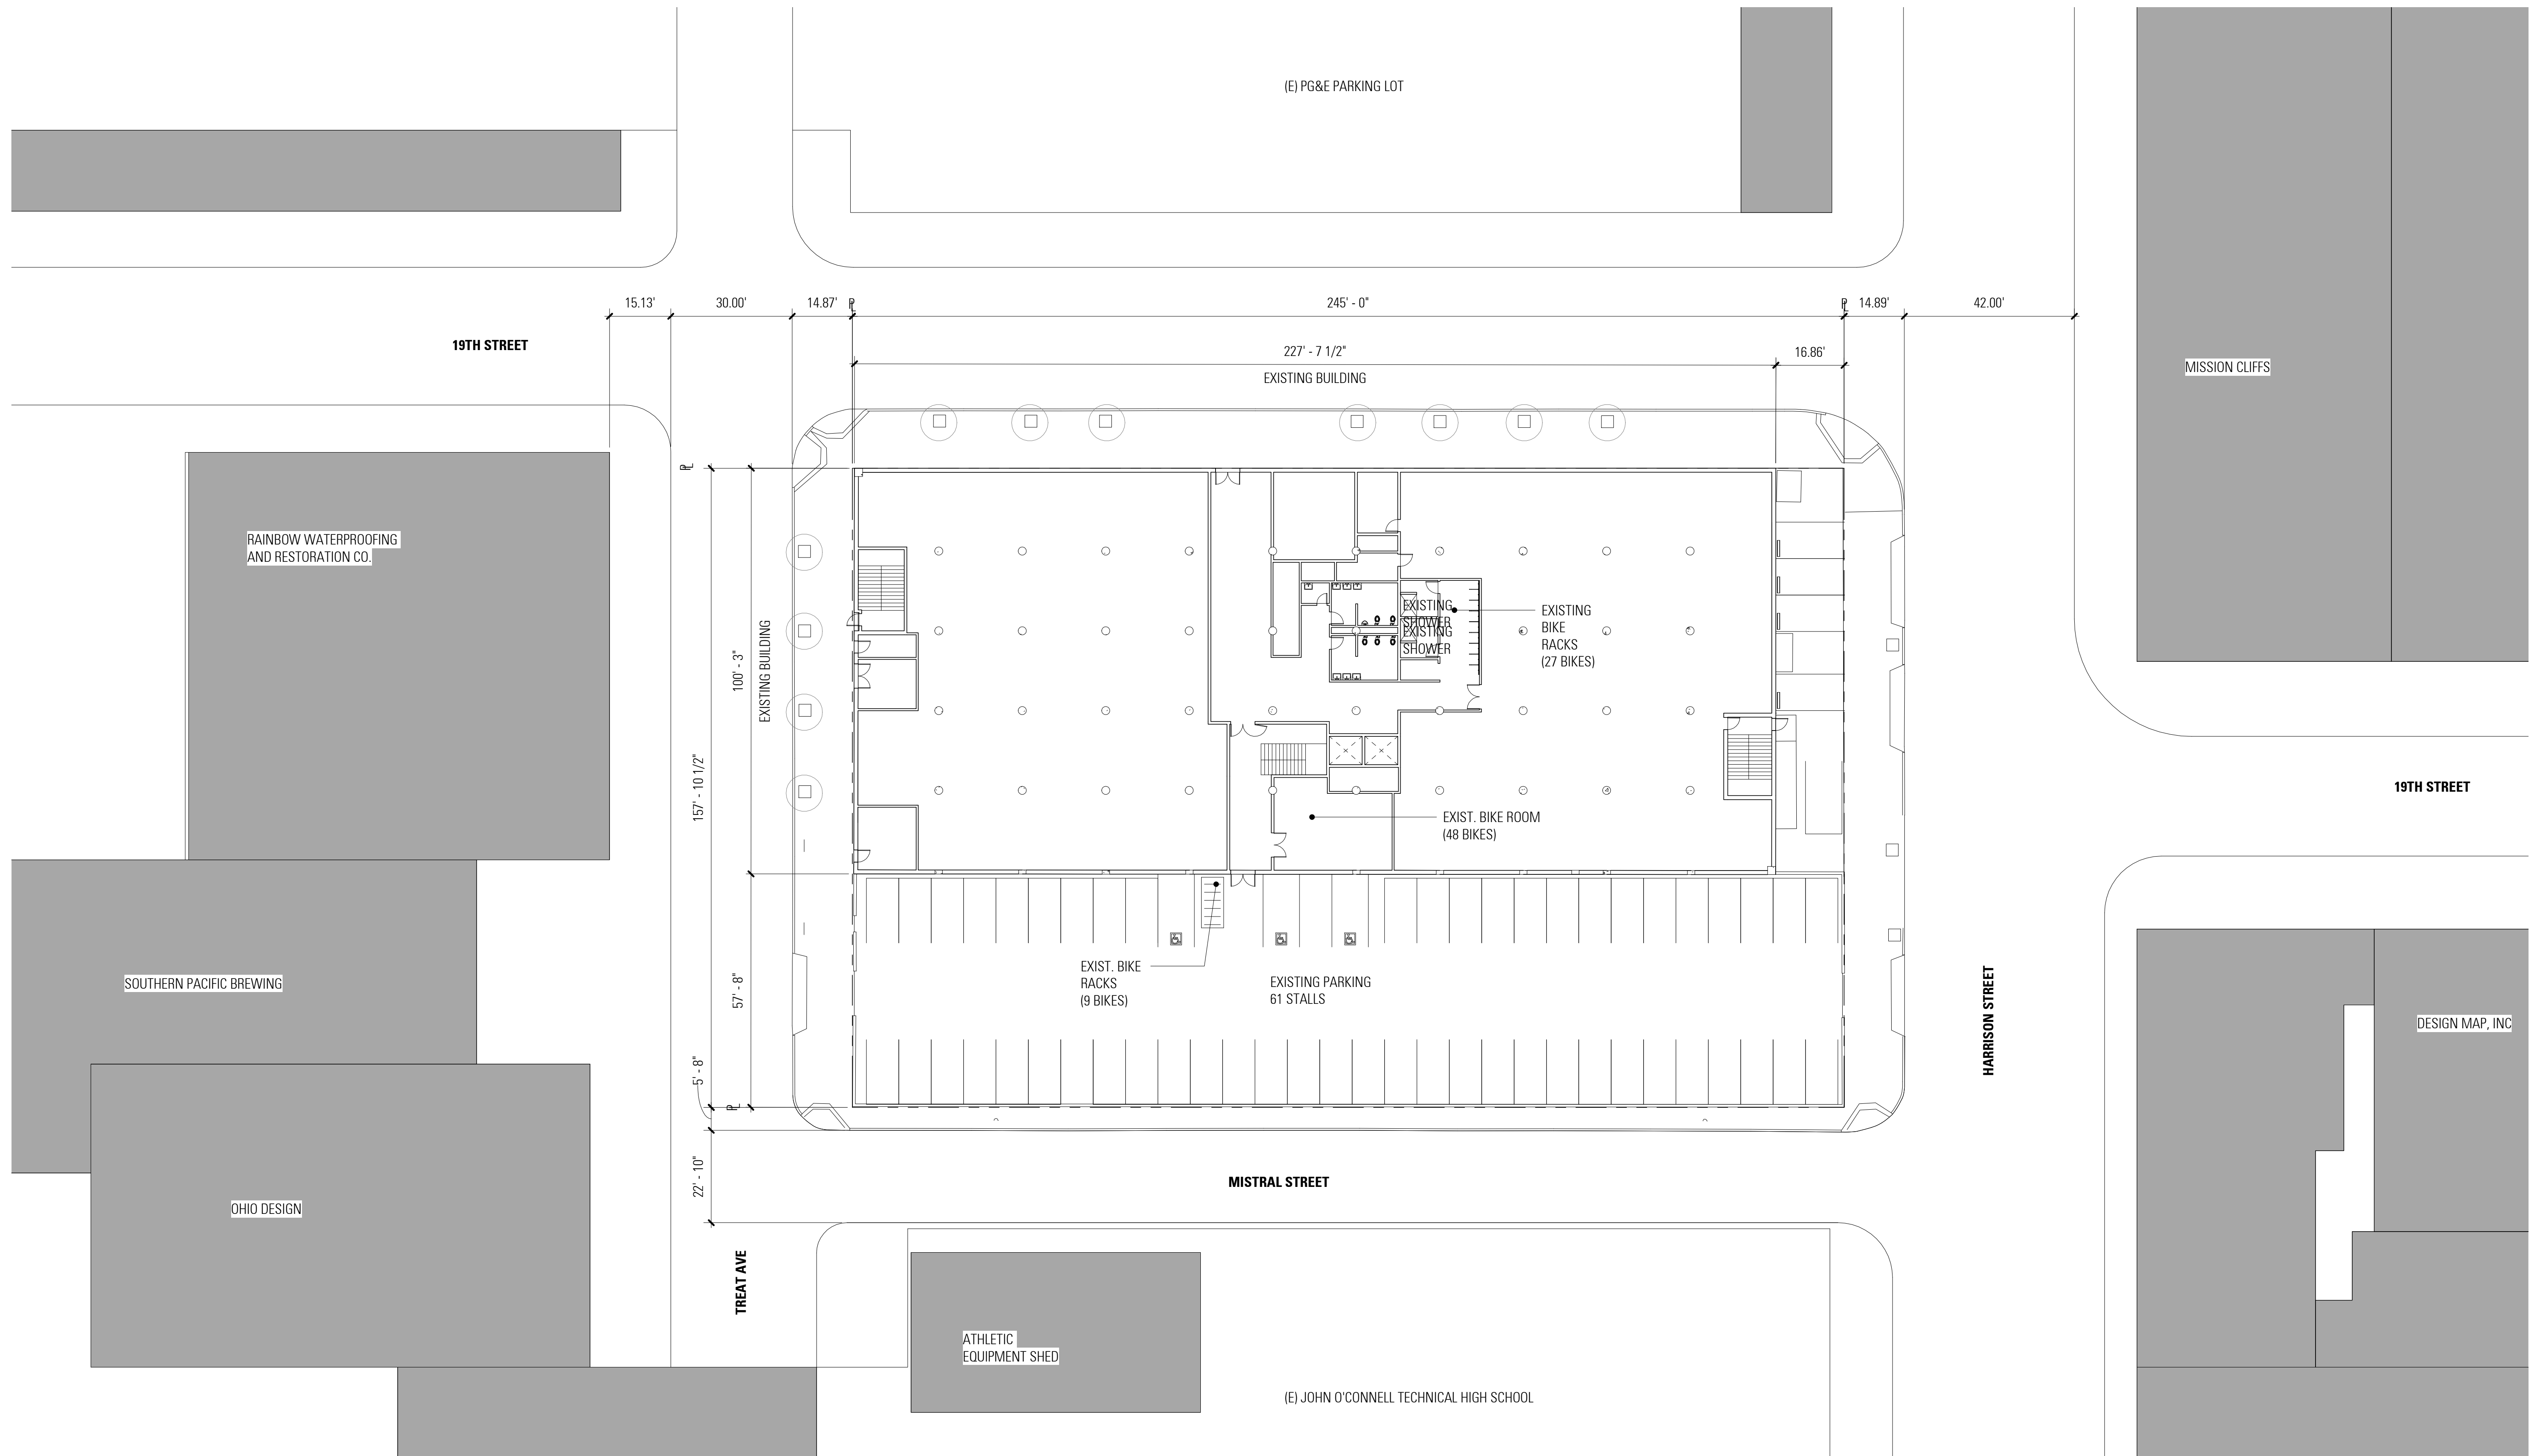 (E) PG&E PARKING LOT
15.13'
30.00'
14.87'
PL
245' - 0"
PL
14.89'
42.00'
19TH STREET
227' - 7 1/2"
16.86'
EXISTING BUILDING
MISSION CLIFFS
PL
RAINBOW WATERPROOFING
AND RESTORATION CO.
EXISTING
SHOWER
EXISTING
SHOWER
EXISTING
BIKE
RACKS
(27 BIKES)
100' - 3"
EXISTING BUILDING
157' - 10 1/2"
19TH STREET
EXIST. BIKE ROOM
(48 BIKES)
EXIST. BIKE
RACKS
(9 BIKES)
EXISTING PARKING
61 STALLS
SOUTHERN PACIFIC BREWING
57' - 8"
HARRISON STREET
DESIGN MAP, INC
5' - 8"
PL
22' - 10"
MISTRAL STREET
OHIO DESIGN
TREAT AVE
ATHLETIC
EQUIPMENT SHED
(E) JOHN O'CONNELL TECHNICAL HIGH SCHOOL